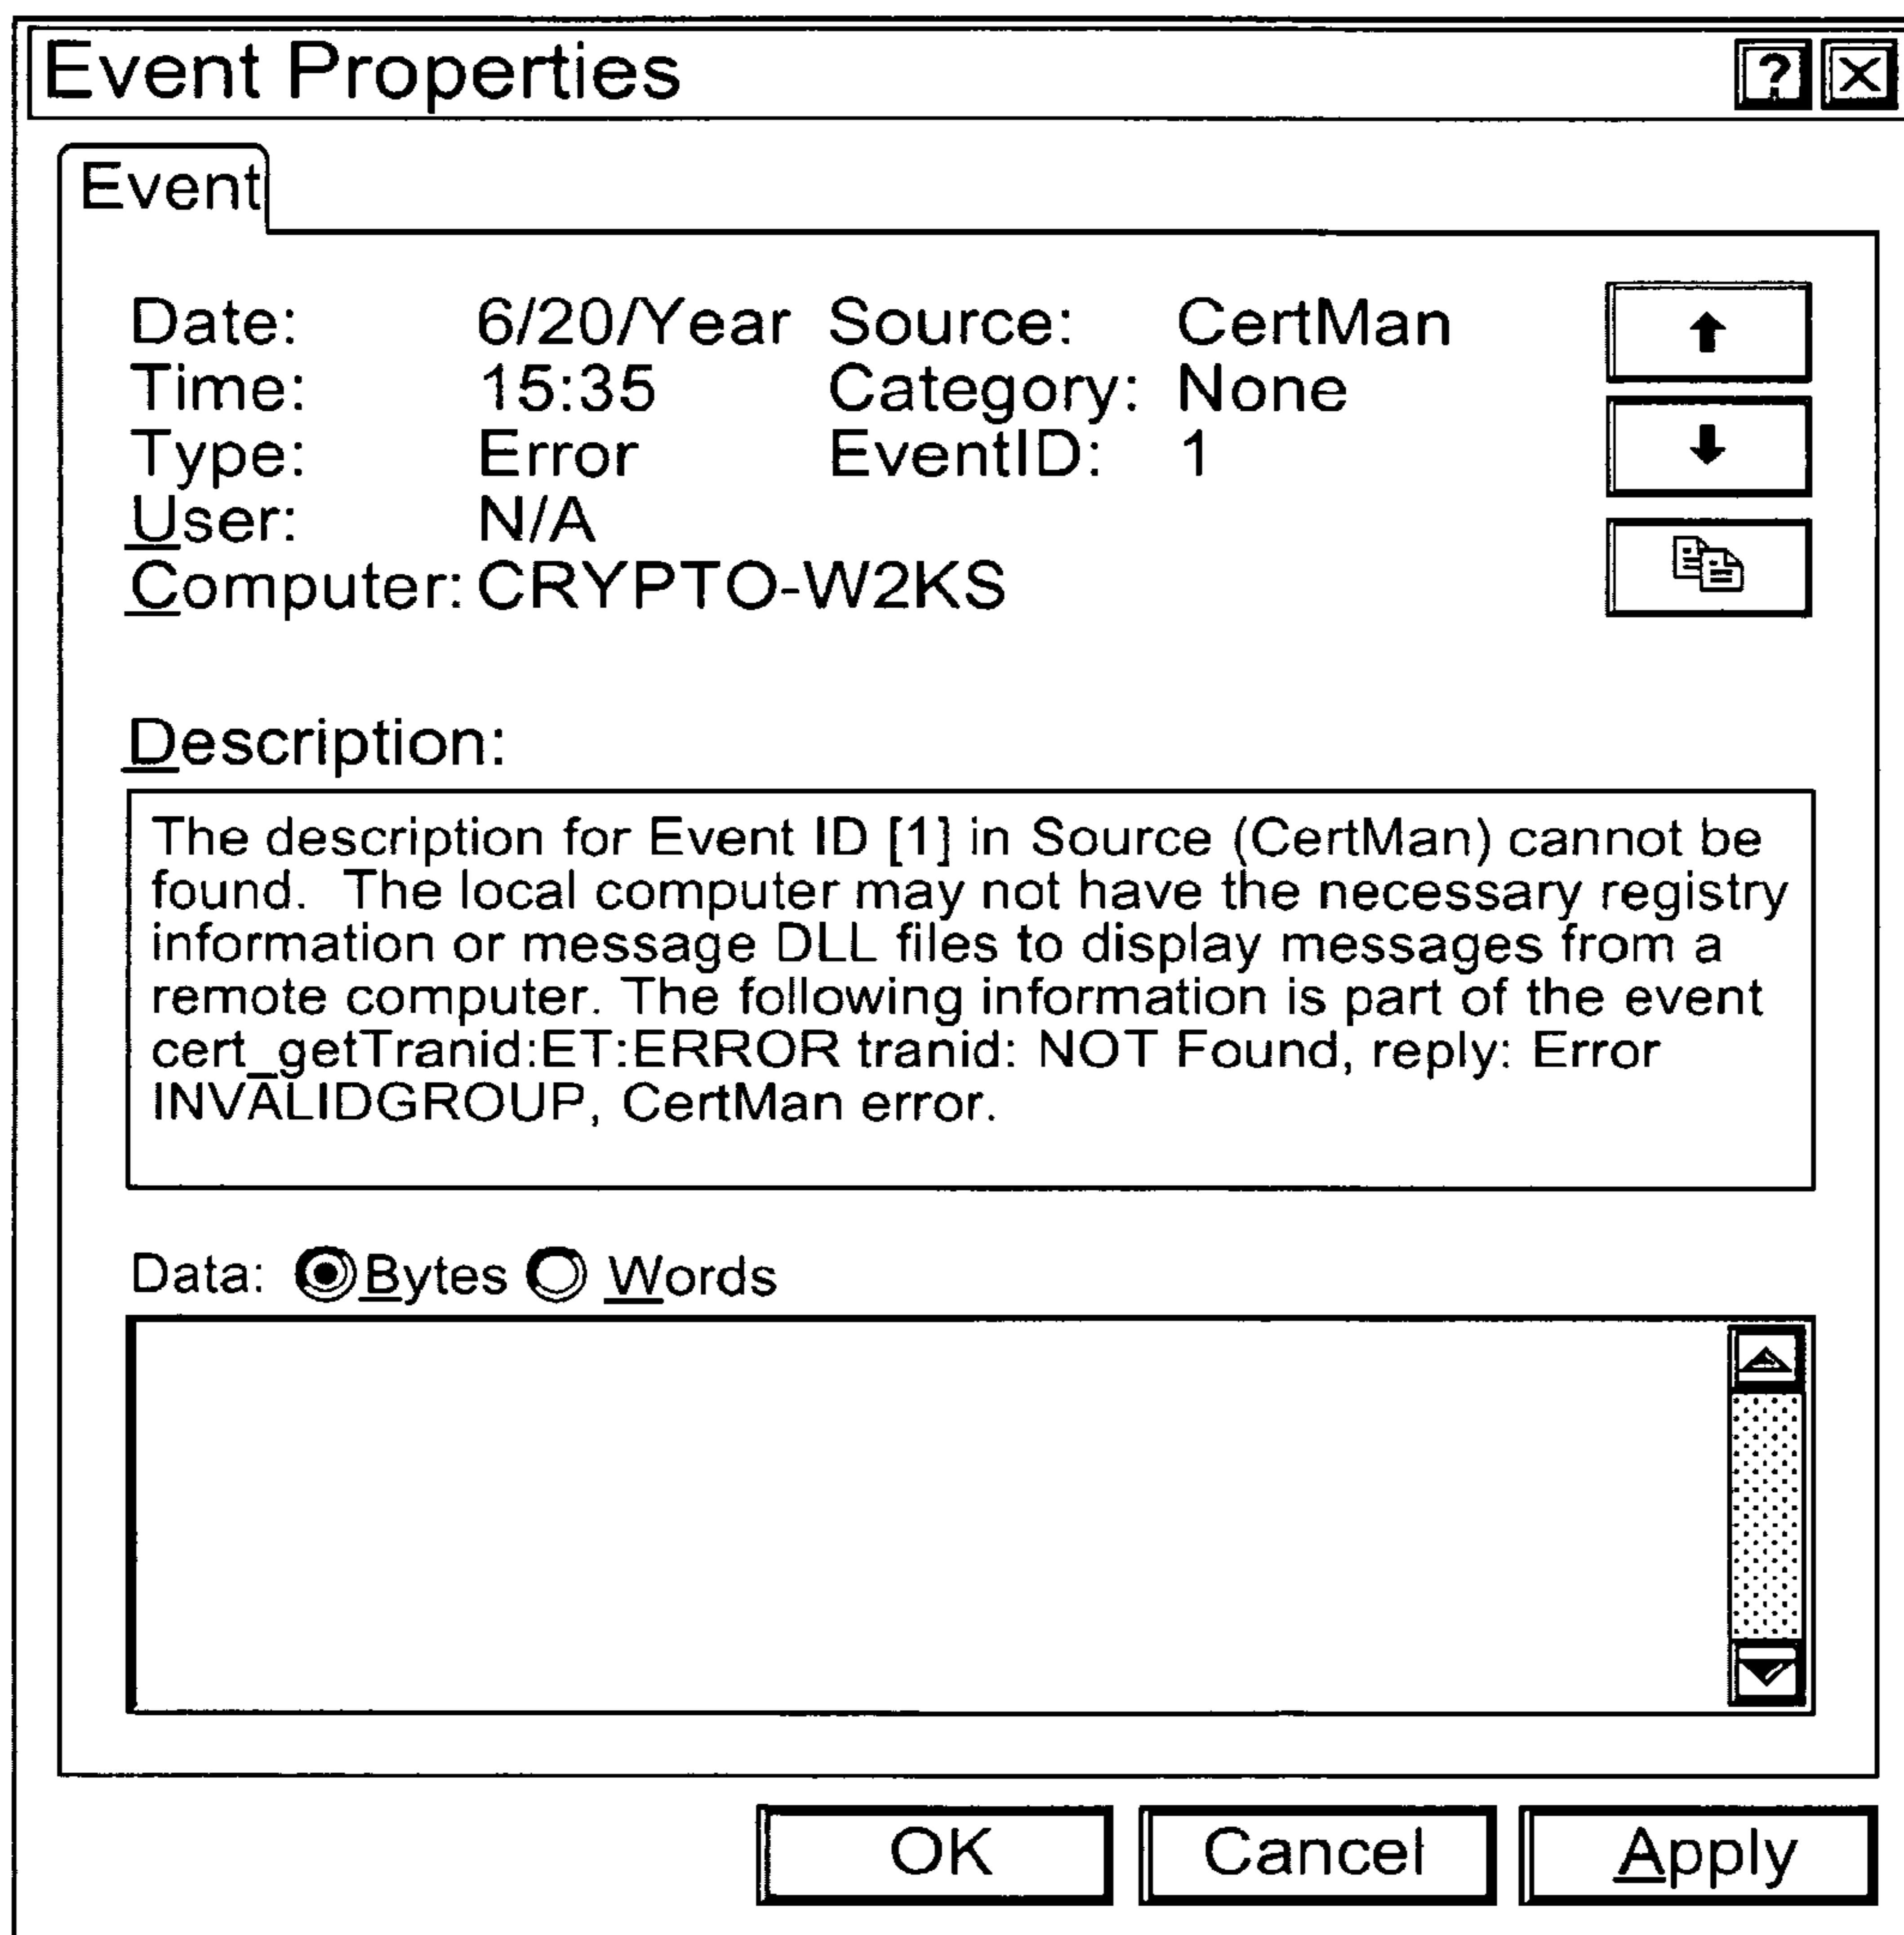 Event Properties
Event
Date: 6/20/Year Source: CertMan
Time: 15:35 Category: None
Type: Error EventID: 1
User: N/A
Computer: CRYPTO-W2KS
Description:
The description for Event ID [1] in Source (CertMan) cannot be
found. The local computer may not have the necessary registry
information or message DLL files to display messages from a
remote computer. The following information is part of the event
cert_getTranid:ET:ERROR tranid: NOT Found, reply: Error
INVALIDGROUP, CertMan error.
Data: Bytes Words
OK Cancel Apply